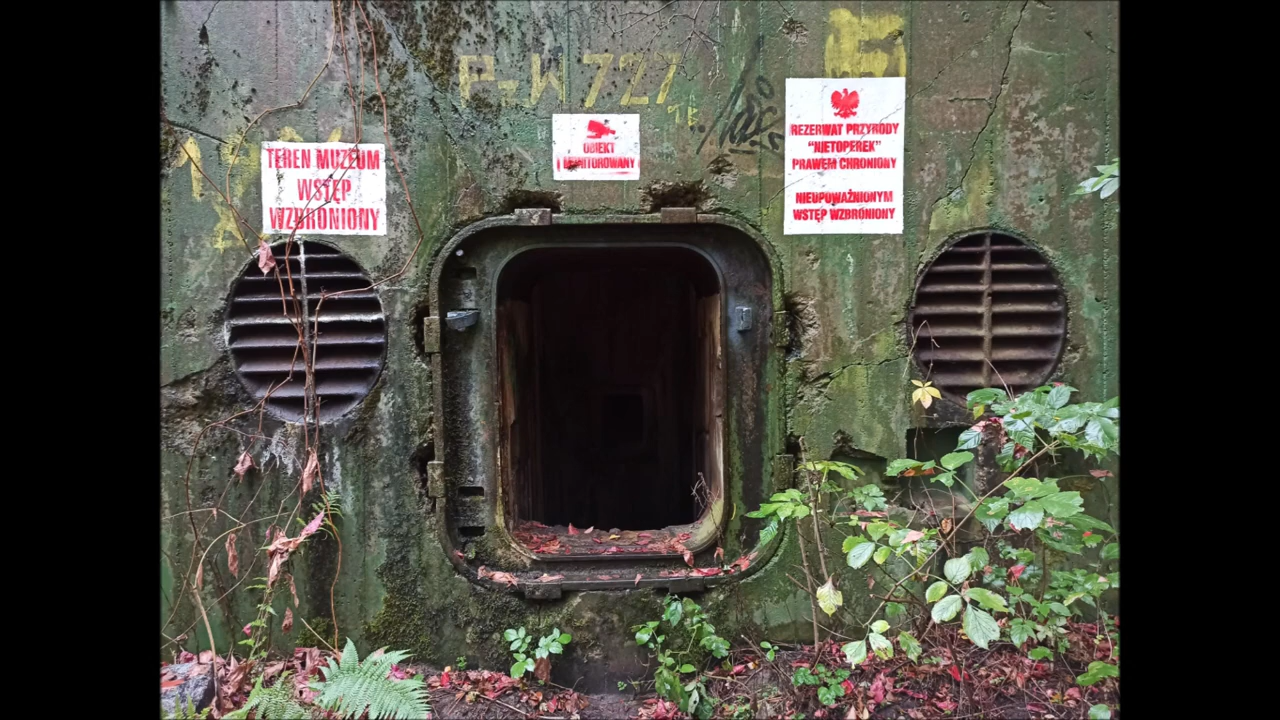 P-W 727
TEREN MUZEUM
WSTĘP
WZBRONIONY
OBIEKT
MONITOROWANY
REZERWAT PRZYRODY
"NIETOPEREK"
PRAWEM CHRONIONY
NIEUPOWAŻNIONYM
WSTĘP WZBRONIONY